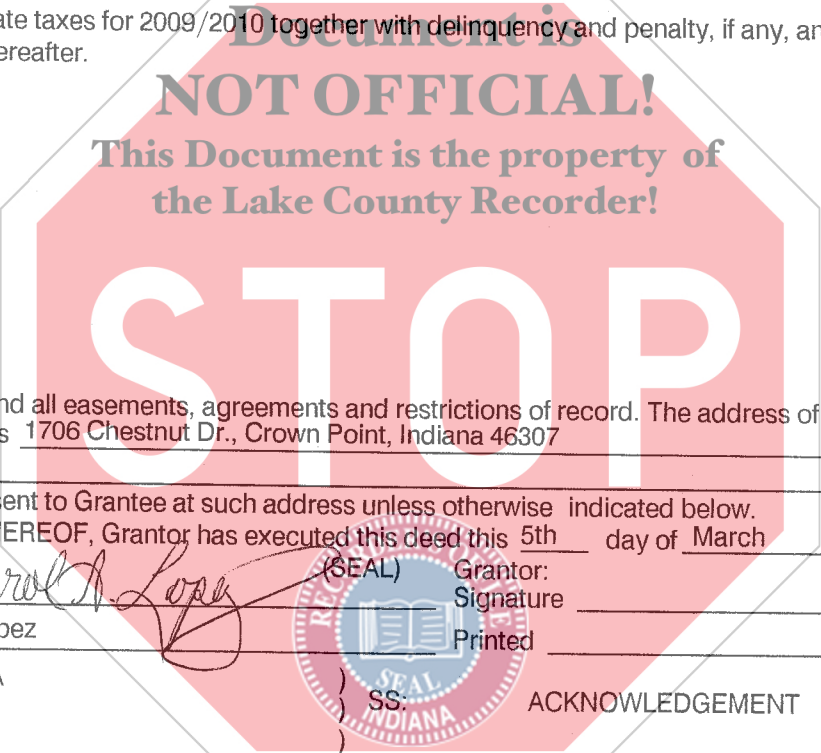 ate taxes for 2009/2010 together with delinquency and penalty, if any, an
ereafter.
Document is
NOT OFFICIAL!
This Document is the property of
the Lake County Recorder!
STOP
nd all easements, agreements and restrictions of record. The address of
s 1706 Chestnut Dr., Crown Point, Indiana 46307
ent to Grantee at such address unless otherwise indicated below.
EREOF, Grantor has executed this deed this 5th day of March
rol A. Lopez (SEAL) Grantor:
Signature
pez Printed
A
) SS: ACKNOWLEDGEMENT
)
)
SEAL
INDIANA